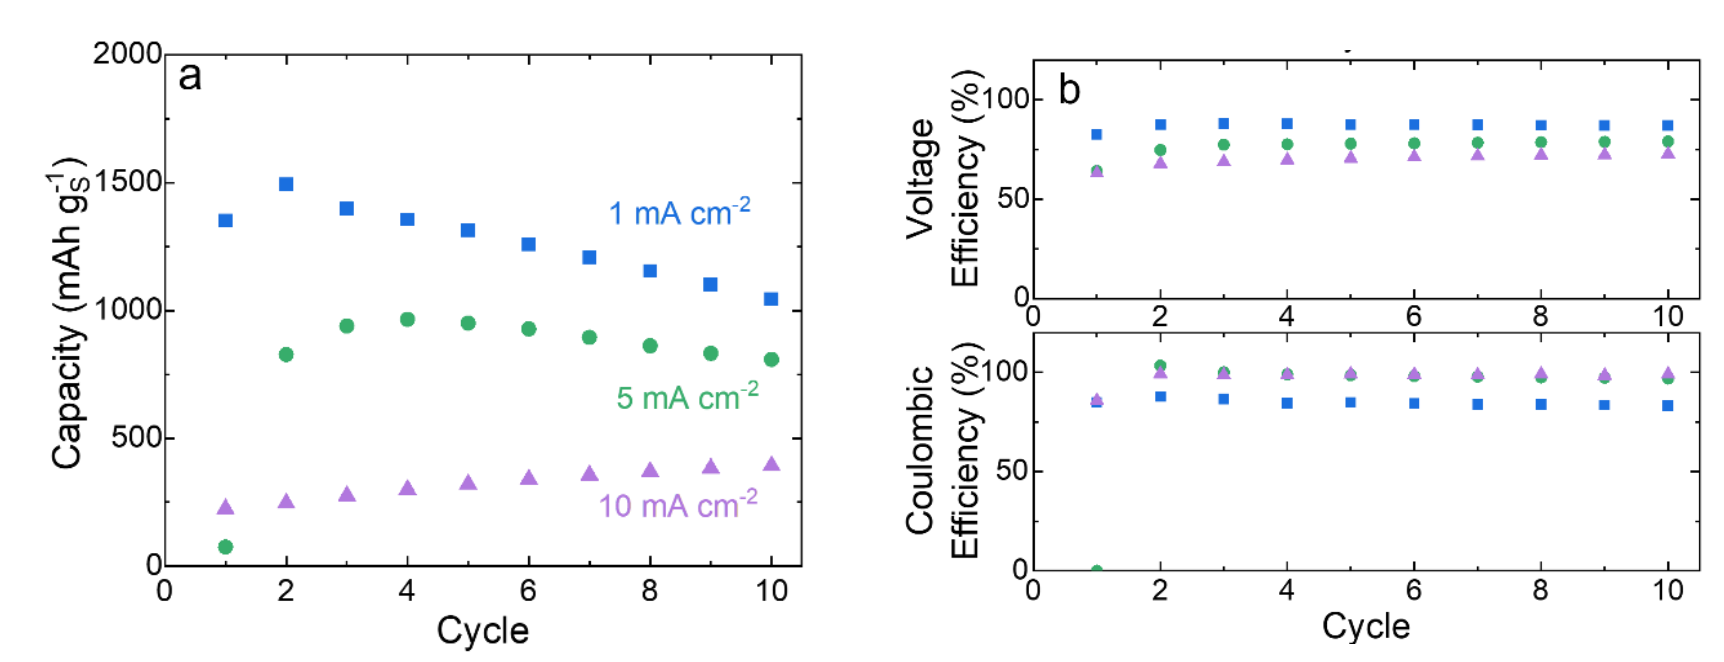 a
2000
1500
1000
500
0
Capacity (mAh gS-1)
1 mA cm-2
5 mA cm-2
10 mA cm-2
0 2 4 6 8 10
Cycle
b
Voltage
Efficiency (%)
100
50
0
0 2 4 6 8 10
Coulombic
Efficiency (%)
100
50
0
0 2 4 6 8 10
Cycle